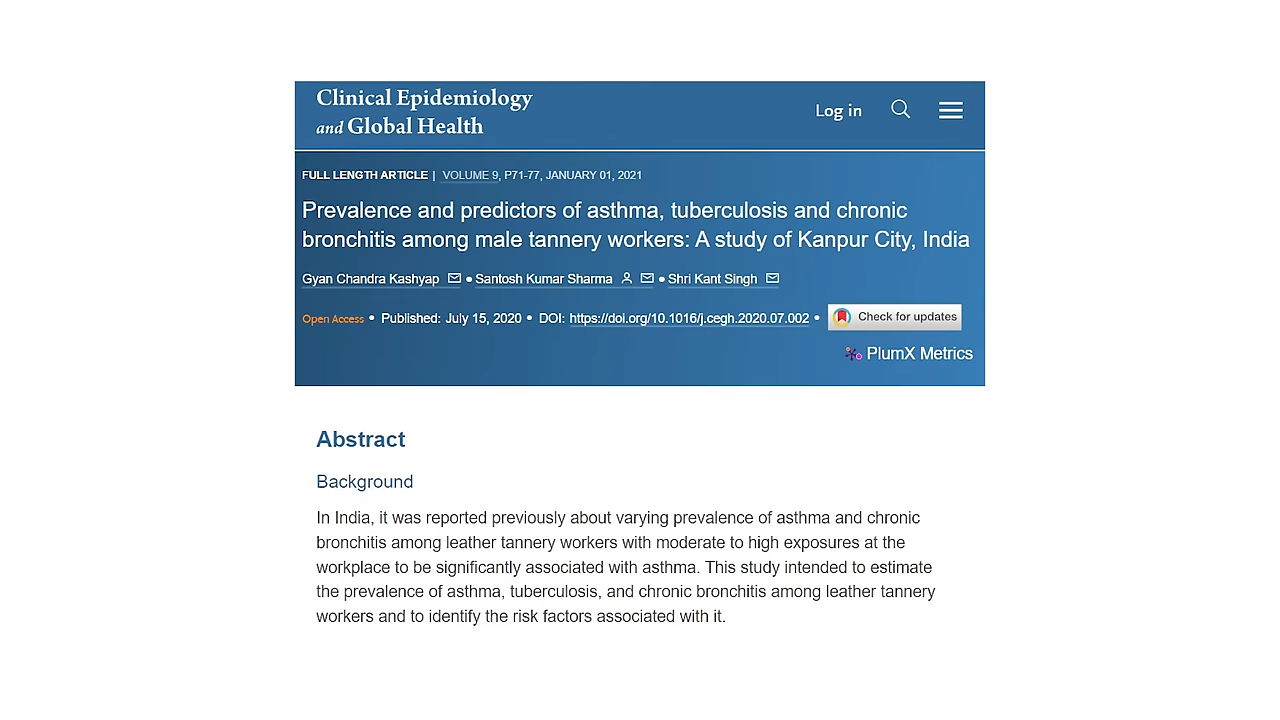 Clinical Epidemiology
and Global Health
Log in
FULL LENGTH ARTICLE | VOLUME 9, P71-77, JANUARY 01, 2021
Prevalence and predictors of asthma, tuberculosis and chronic
bronchitis among male tannery workers: A study of Kanpur City, India
Gyan Chandra Kashyap • Santosh Kumar Sharma • Shri Kant Singh
Open Access • Published: July 15, 2020 • DOI: https://doi.org/10.1016/j.cegh.2020.07.002 • Check for updates
PlumX Metrics
Abstract
Background
In India, it was reported previously about varying prevalence of asthma and chronic
bronchitis among leather tannery workers with moderate to high exposures at the
workplace to be significantly associated with asthma. This study intended to estimate
the prevalence of asthma, tuberculosis, and chronic bronchitis among leather tannery
workers and to identify the risk factors associated with it.